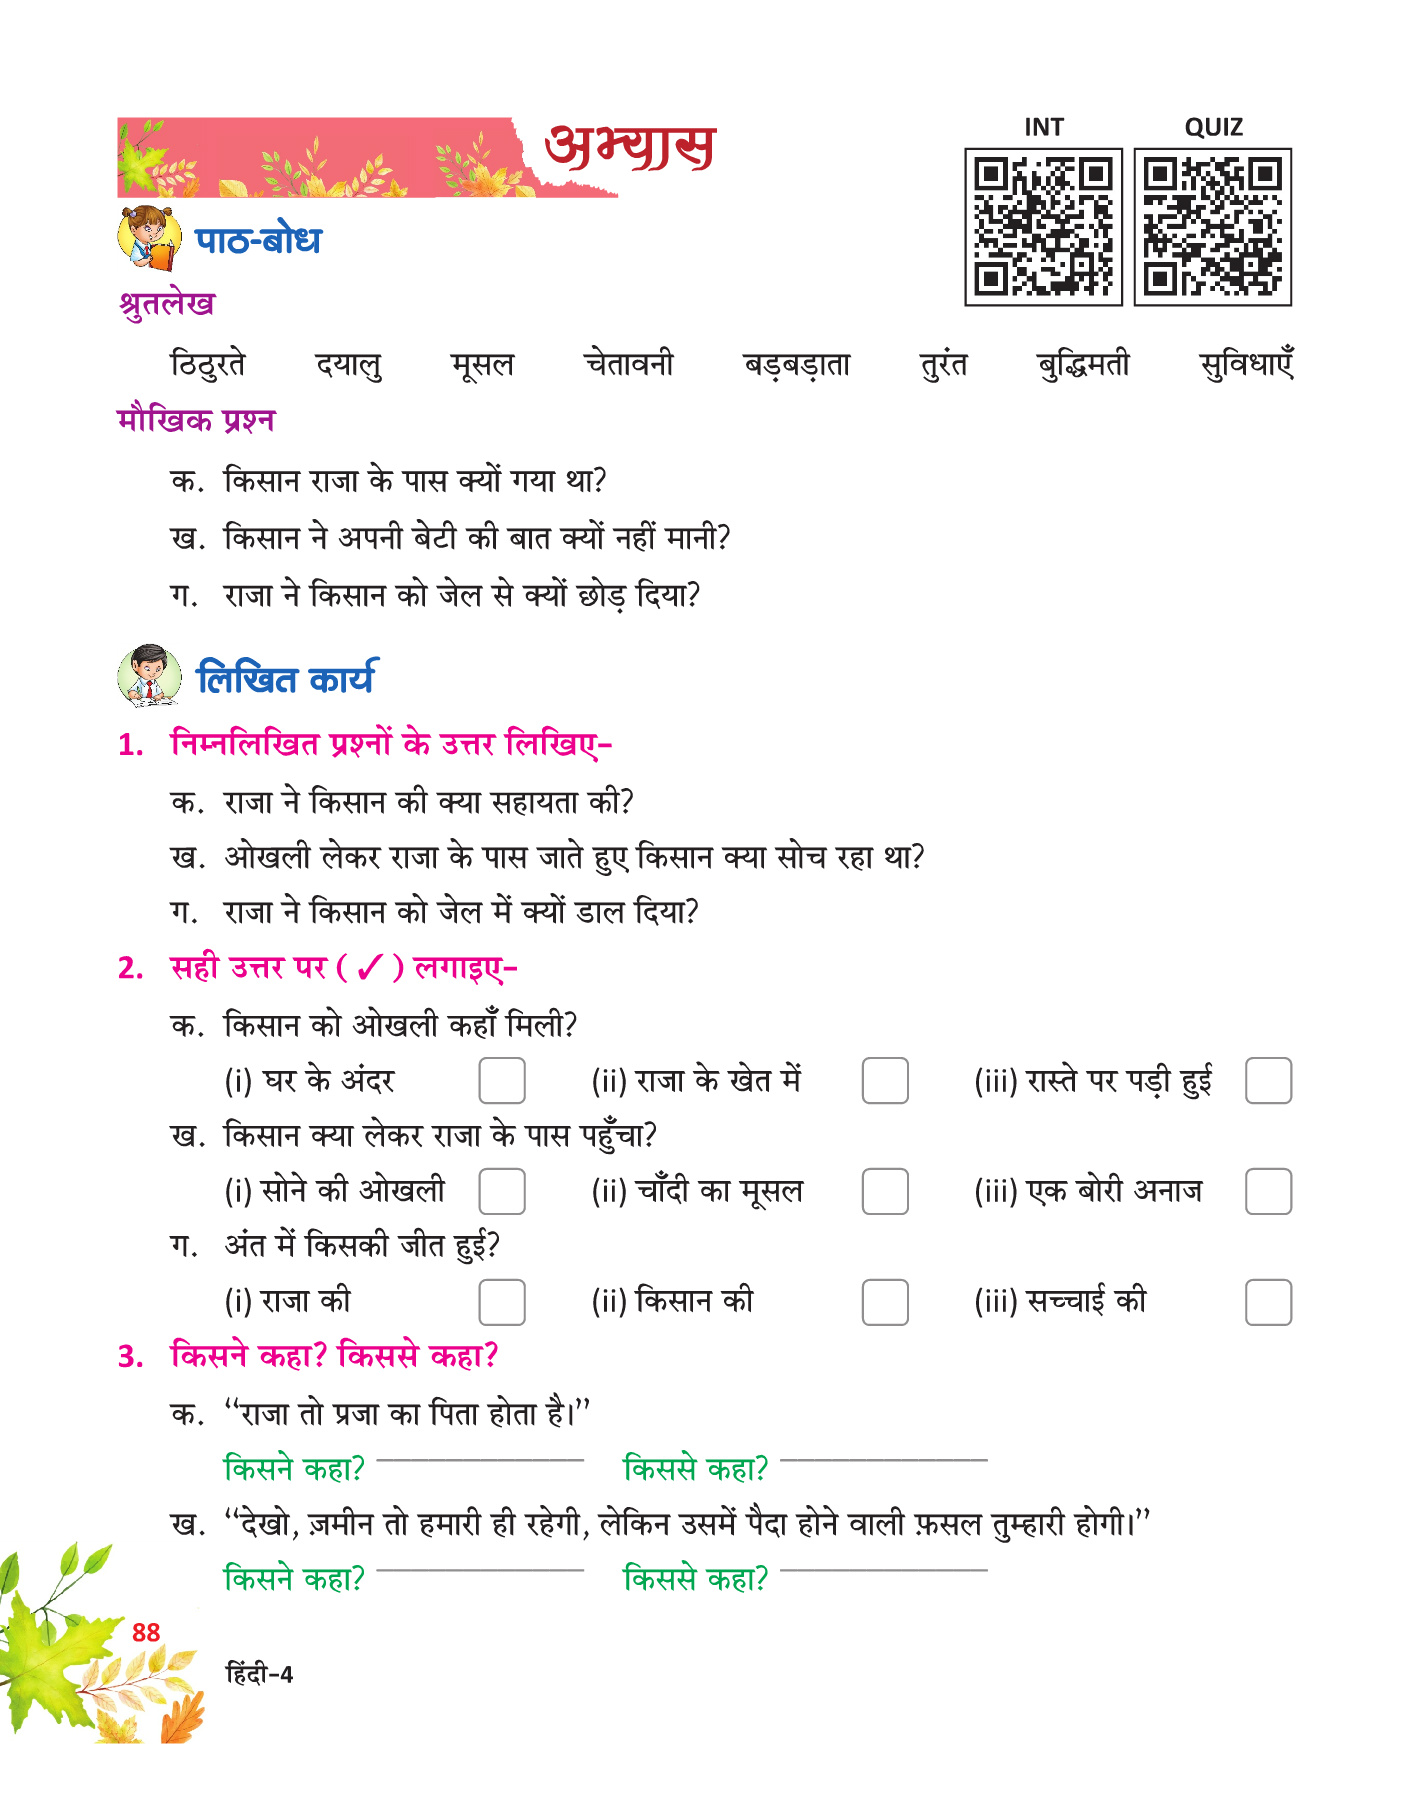 अभ्यास
INT QUIZ
पाठ-बोध
श्रुतलेख
ठिठुरते दयालु मूसल चेतावनी बड़बड़ाता तुरंत बुद्धिमती सुविधाएँ
मौखिक प्रश्न
क. किसान राजा के पास क्यों गया था?
ख. किसान ने अपनी बेटी की बात क्यों नहीं मानी?
ग. राजा ने किसान को जेल से क्यों छोड़ दिया?
लिखित कार्य
1. निम्नलिखित प्रश्नों के उत्तर लिखिए–
क. राजा ने किसान की क्या सहायता की?
ख. ओखली लेकर राजा के पास जाते हुए किसान क्या सोच रहा था?
ग. राजा ने किसान को जेल में क्यों डाल दिया?
2. सही उत्तर पर (✓) लगाइए–
क. किसान को ओखली कहाँ मिली?
(i) घर के अंदर (ii) राजा के खेत में (iii) रास्ते पर पड़ी हुई
ख. किसान क्या लेकर राजा के पास पहुँचा?
(i) सोने की ओखली (ii) चाँदी का मूसल (iii) एक बोरी अनाज
ग. अंत में किसकी जीत हुई?
(i) राजा की (ii) किसान की (iii) सच्चाई की
3. किसने कहा? किससे कहा?
क. “राजा तो प्रजा का पिता होता है।”
किसने कहा? ____________ किससे कहा? ____________
ख. “देखो, ज़मीन तो हमारी ही रहेगी, लेकिन उसमें पैदा होने वाली फ़सल तुम्हारी होगी।”
किसने कहा? ____________ किससे कहा? ____________
88
हिंदी–4